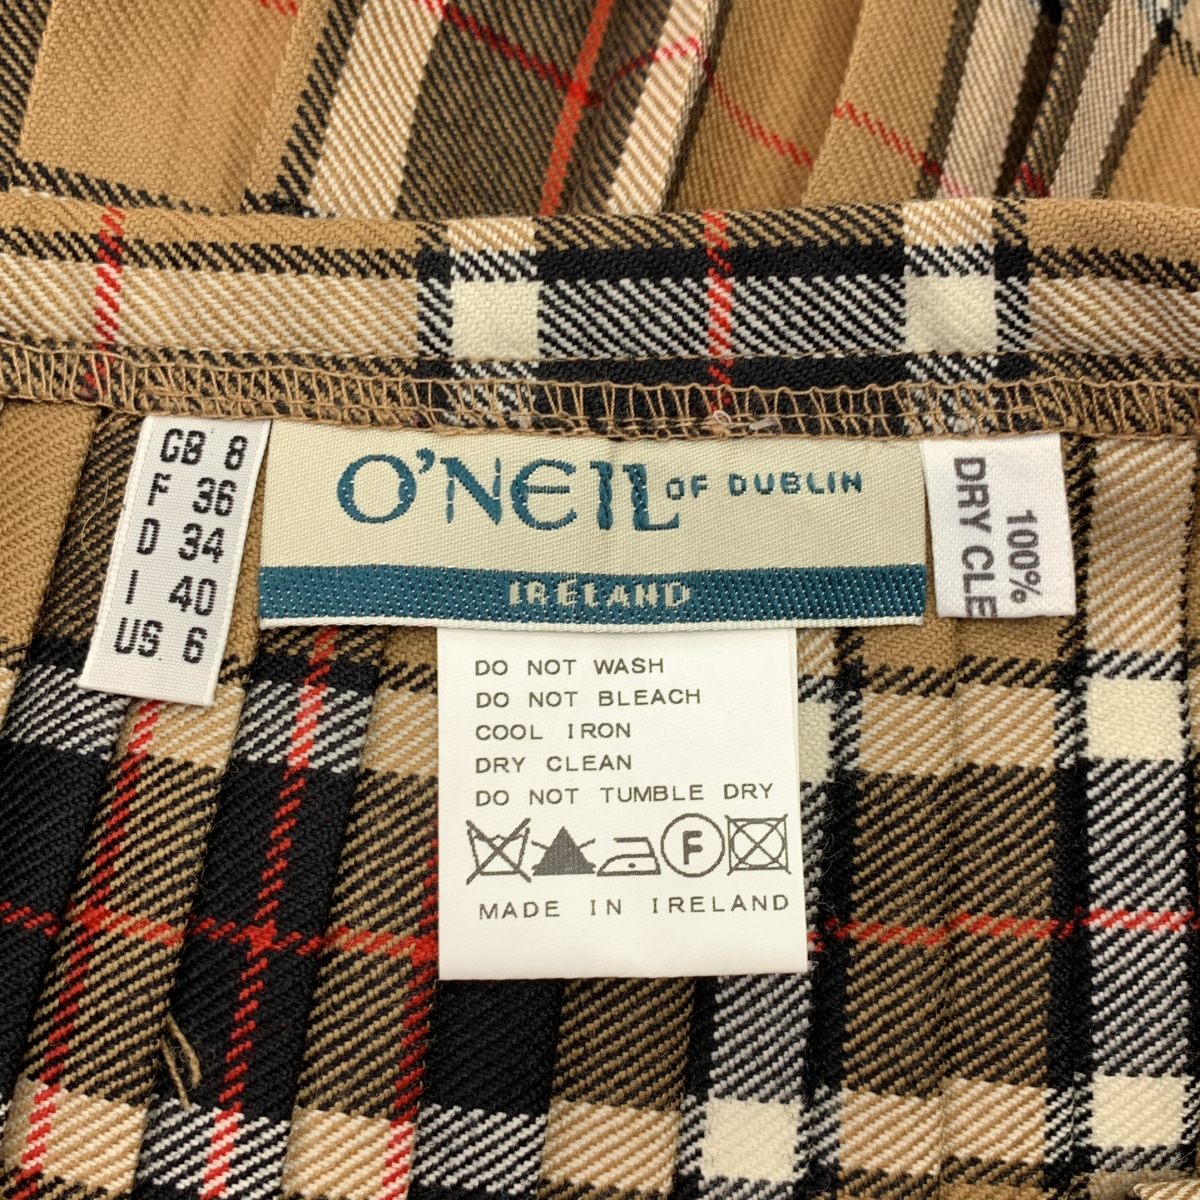 GB 8
F 36
D 34
I 40
US 6
O'NEIL OF DUBLIN
IRELAND
100%
DRY CLE
DO NOT WASH
DO NOT BLEACH
COOL IRON
DRY CLEAN
DO NOT TUMBLE DRY
F
MADE IN IRELAND